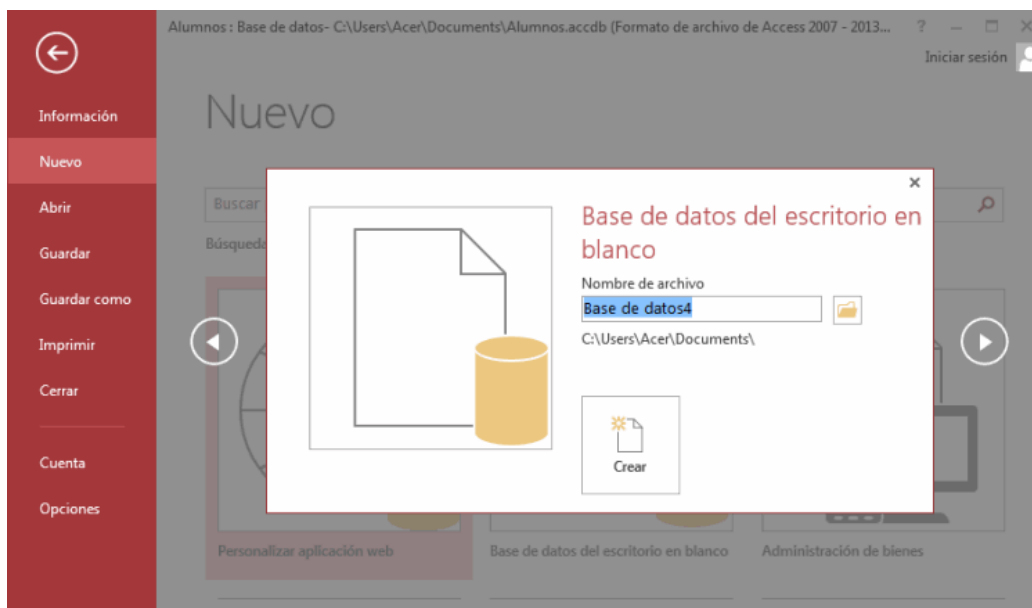 Alumnos : Base de datos- C:\Users\Acer\Documents\Alumnos.accdb (Formato de archivo de Access 2007 - 2013...
?
Iniciar sesión
Información
Nuevo
Abrir
Guardar
Guardar como
Imprimir
Cerrar
Cuenta
Opciones
Nuevo
Buscar
Búsqueda
Base de datos del escritorio en
blanco
Nombre de archivo
Base de datos4
C:\Users\Acer\Documents\
Crear
Personalizar aplicación web
Base de datos del escritorio en blanco
Administración de bienes